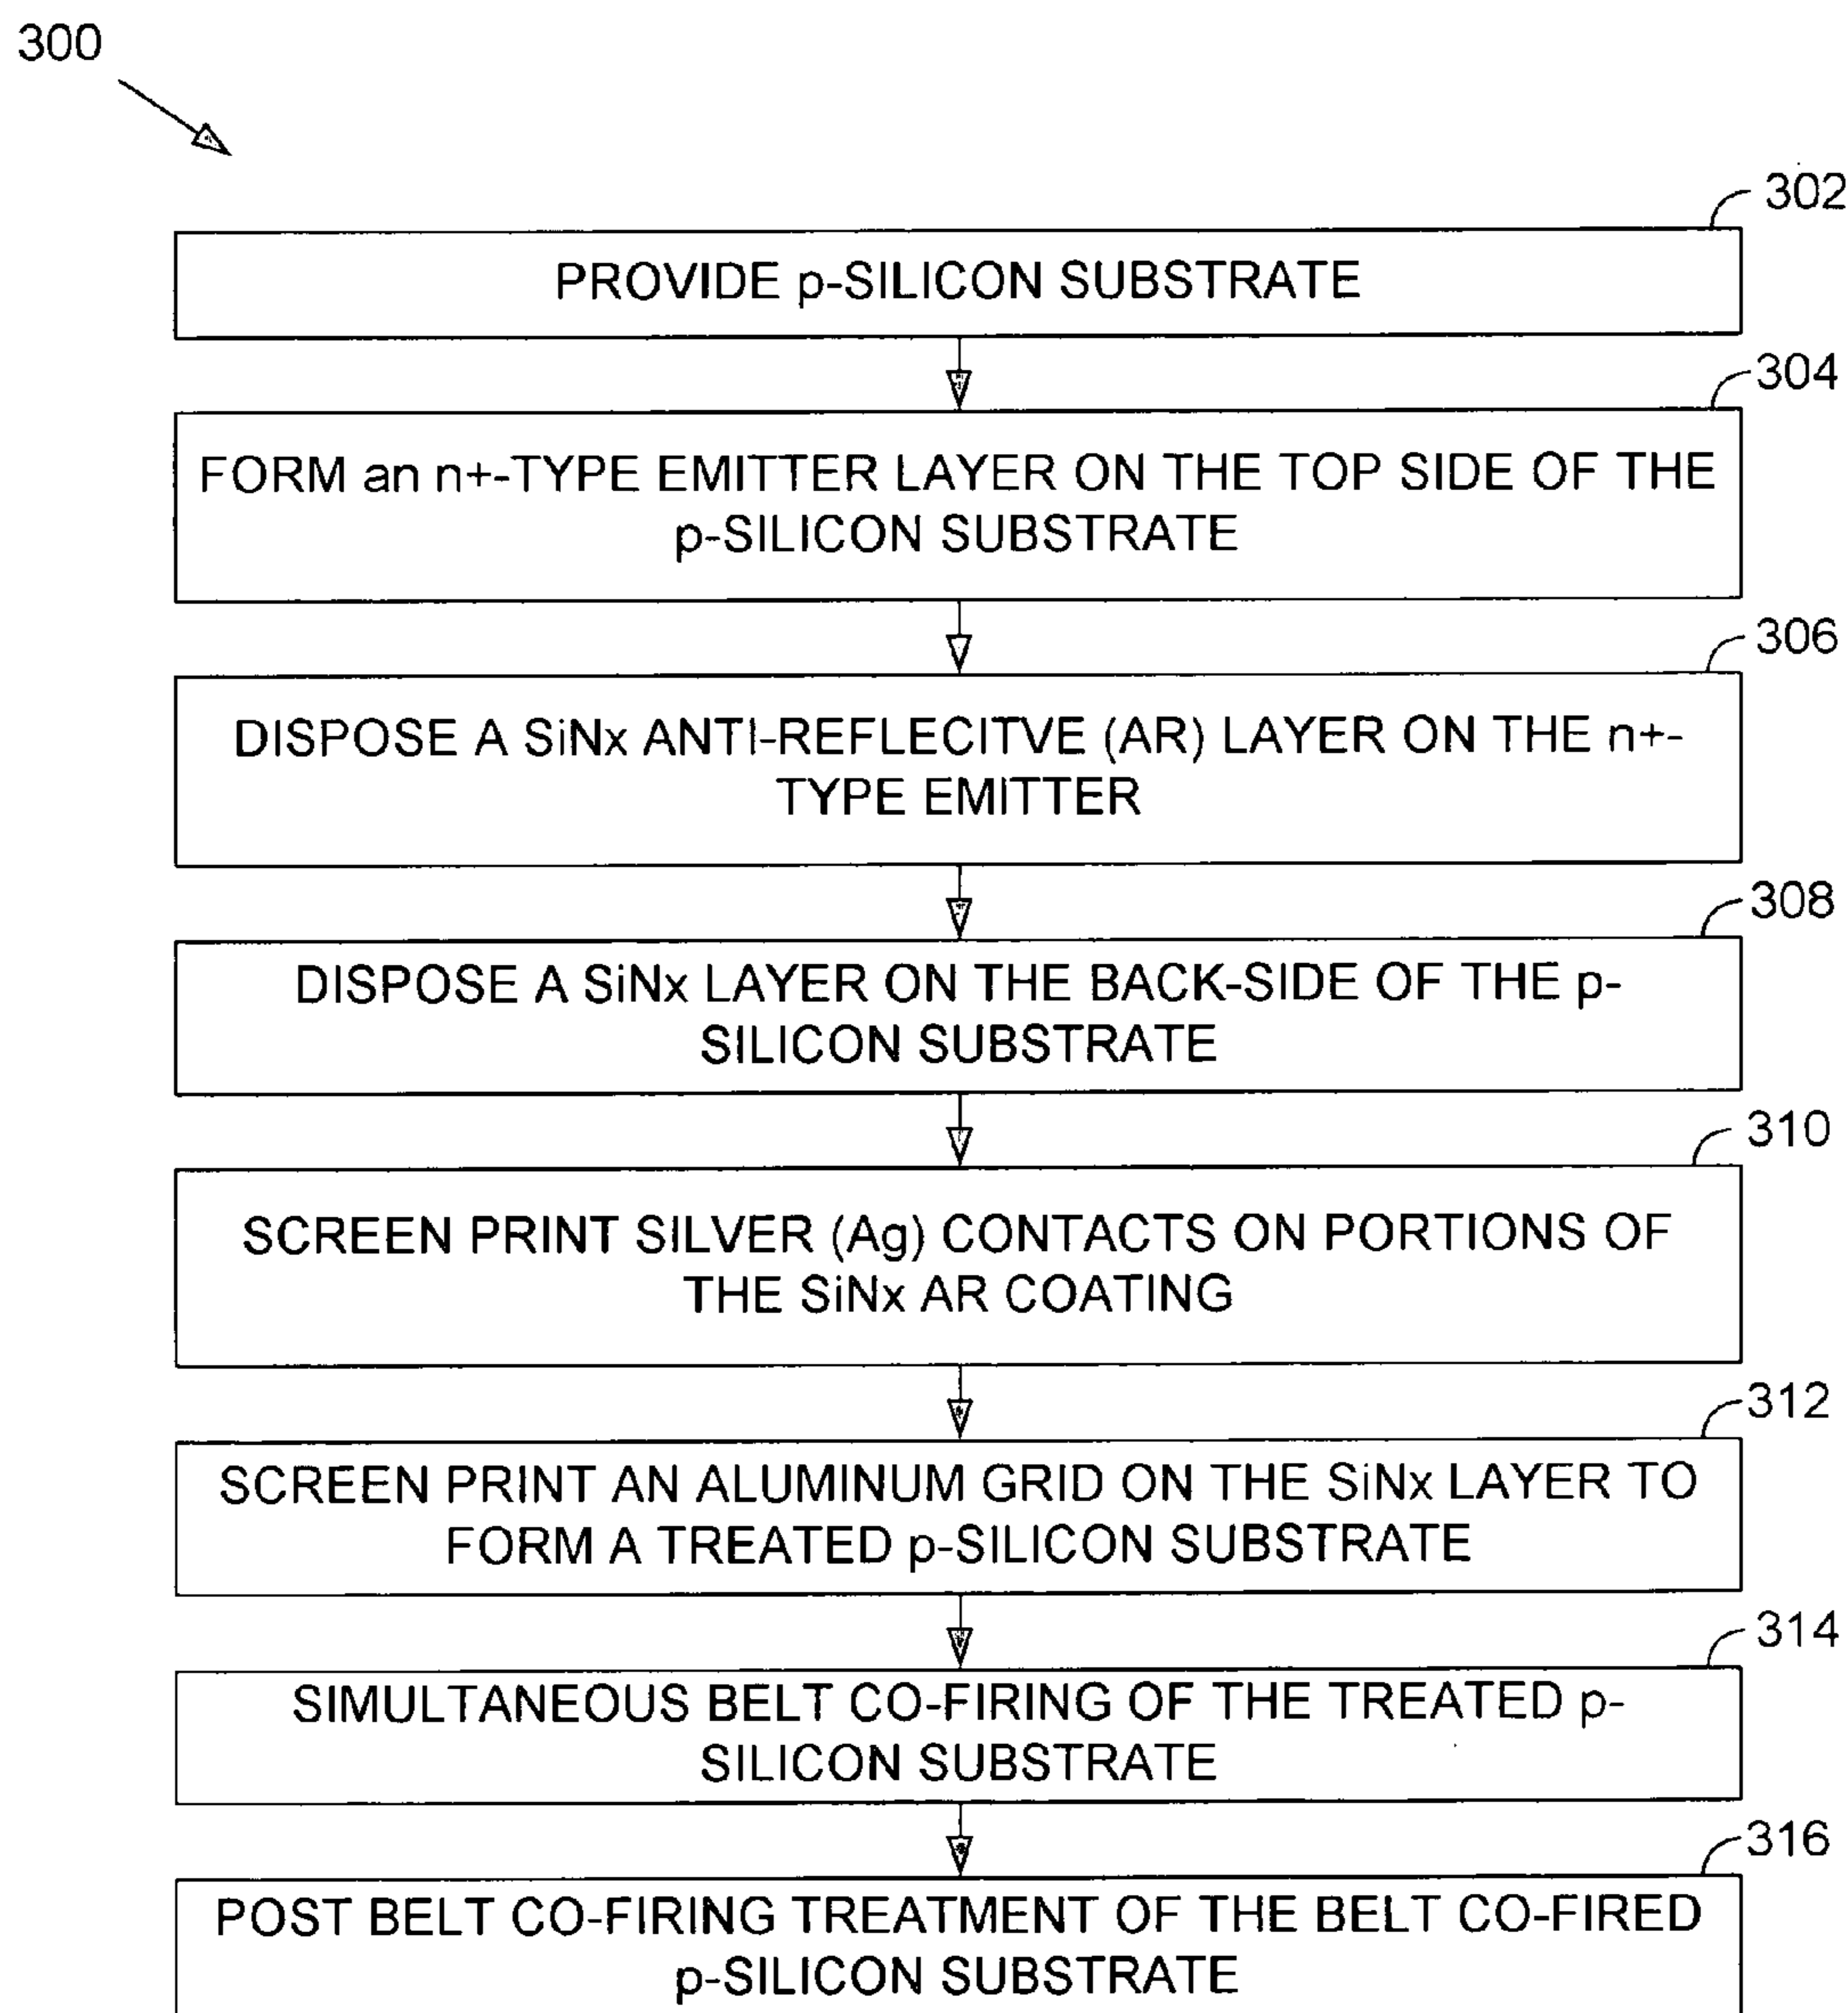 300
302
PROVIDE p-SILICON SUBSTRATE
304
FORM an n+-TYPE EMITTER LAYER ON THE TOP SIDE OF THE
p-SILICON SUBSTRATE
306
DISPOSE A SiNx ANTI-REFLECITVE (AR) LAYER ON THE n+-
TYPE EMITTER
308
DISPOSE A SiNx LAYER ON THE BACK-SIDE OF THE p-
SILICON SUBSTRATE
310
SCREEN PRINT SILVER (Ag) CONTACTS ON PORTIONS OF
THE SiNx AR COATING
312
SCREEN PRINT AN ALUMINUM GRID ON THE SiNx LAYER TO
FORM A TREATED p-SILICON SUBSTRATE
314
SIMULTANEOUS BELT CO-FIRING OF THE TREATED p-
SILICON SUBSTRATE
316
POST BELT CO-FIRING TREATMENT OF THE BELT CO-FIRED
p-SILICON SUBSTRATE